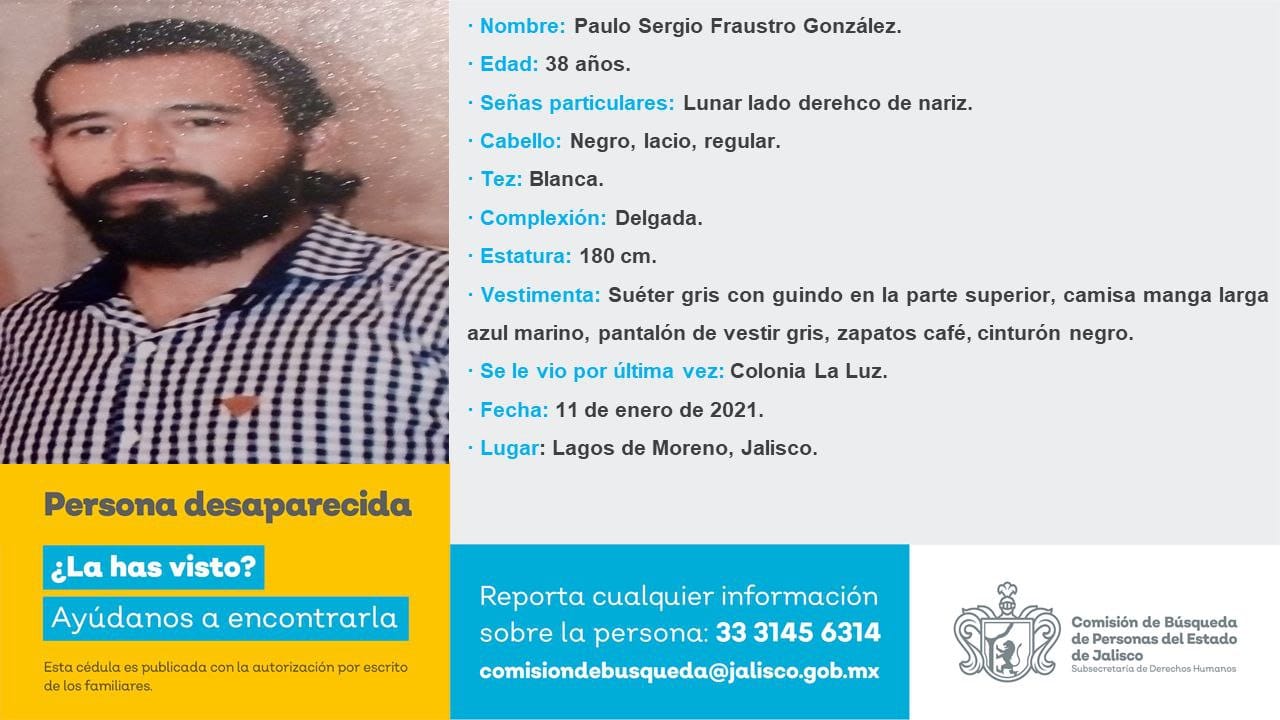 · Nombre: Paulo Sergio Fraustro González.
· Edad: 38 años.
· Señas particulares: Lunar lado derehco de nariz.
· Cabello: Negro, lacio, regular.
· Tez: Blanca.
· Complexión: Delgada.
· Estatura: 180 cm.
· Vestimenta: Suéter gris con guindo en la parte superior, camisa manga larga
azul marino, pantalón de vestir gris, zapatos café, cinturón negro.
· Se le vio por última vez: Colonia La Luz.
· Fecha: 11 de enero de 2021.
· Lugar: Lagos de Moreno, Jalisco.
Persona desaparecida
¿La has visto?
Ayúdanos a encontrarla
Esta cédula es publicada con la autorización por escrito
de los familiares.
Reporta cualquier información
sobre la persona: 33 3145 6314
comisiondebusqueda@jalisco.gob.mx
Comisión de Búsqueda
de Personas del Estado
de Jalisco
Subsecretaría de Derechos Humanos